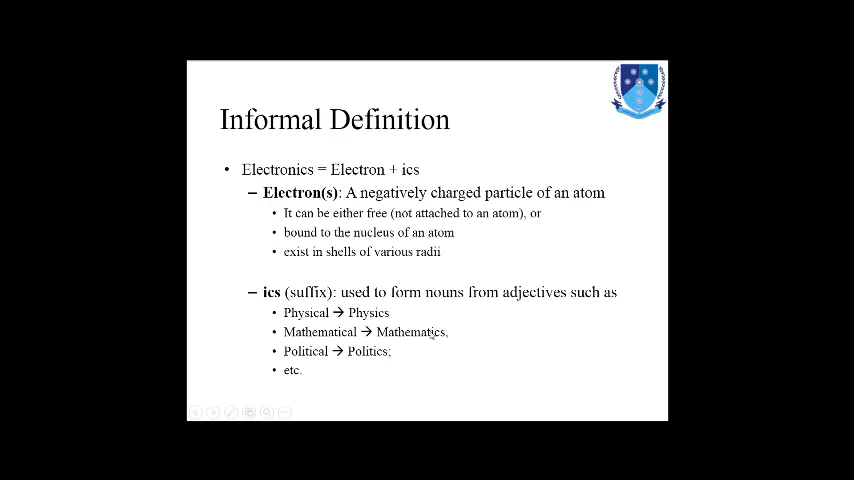 Informal Definition
• Electronics = Electron + ics
– Electron(s): A negatively charged particle of an atom
• It can be either free (not attached to an atom), or
• bound to the nucleus of an atom
• exist in shells of various radii
– ics (suffix): used to form nouns from adjectives such as
• Physical → Physics
• Mathematical → Mathematics,
• Political → Politics;
• etc.